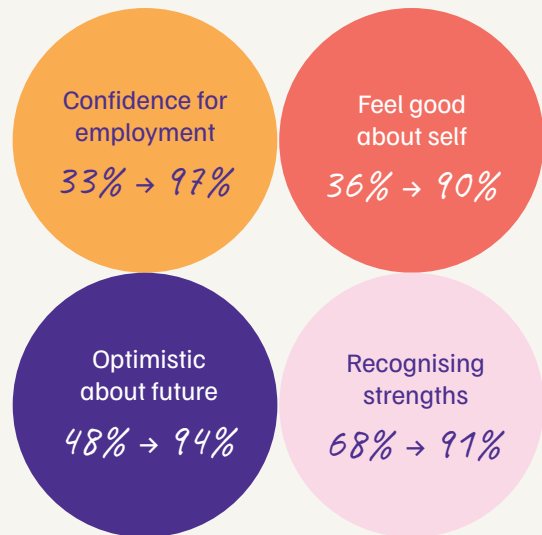 Confidence for
employment
33% → 97%
Feel good
about self
36% → 90%
Optimistic
about future
48% → 94%
Recognising
strengths
68% → 91%